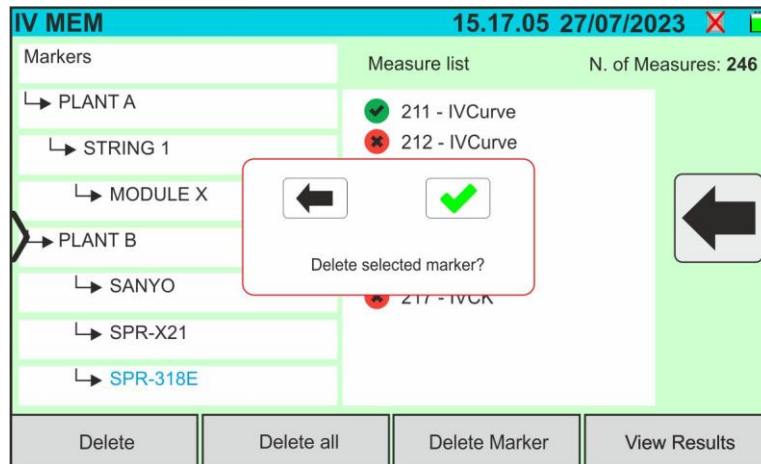 IV MEM 15.17.05 27/07/2023
Markers
Measure list N. of Measures: 246
PLANT A
STRING 1
MODULE X
PLANT B
SANYO
SPR-X21
SPR-318E
211 - IVCurve
212 - IVCurve
217 - IVCK
Delete selected marker?
Delete Delete all Delete Marker View Results